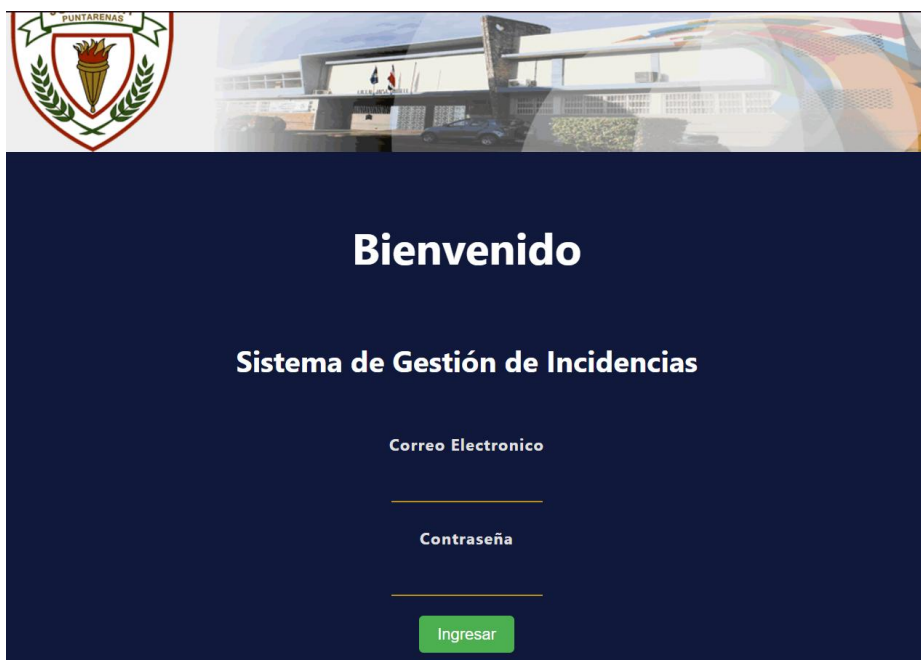 PUNTARENAS
Bienvenido
Sistema de Gestión de Incidencias
Correo Electronico
Contraseña
Ingresar